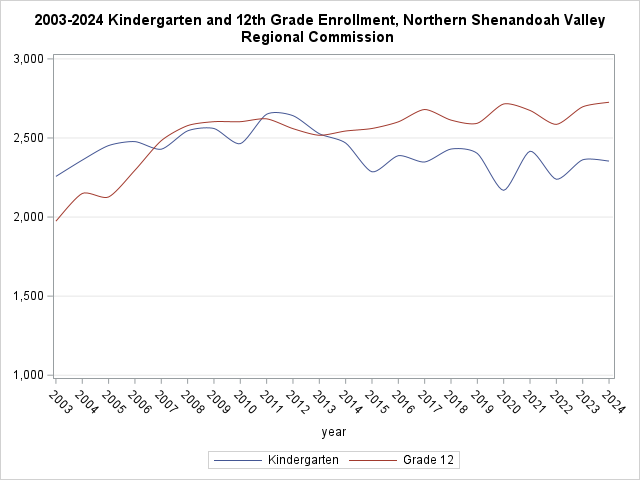 2003-2024 Kindergarten and 12th Grade Enrollment, Northern Shenandoah Valley
Regional Commission
3,000
2,500
2,000
1,500
1,000
2003 2004 2005 2006 2007 2008 2009 2010 2011 2012 2013 2014 2015 2016 2017 2018 2019 2020 2021 2022 2023 2024
year
Kindergarten Grade 12